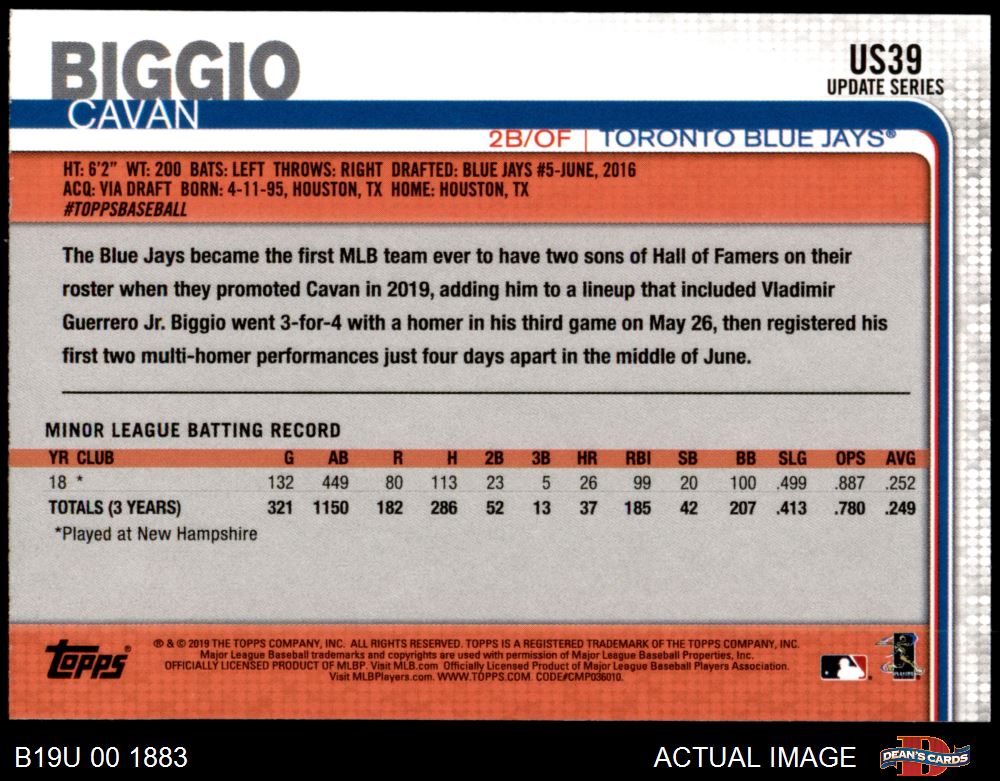 BIGGIO
CAVAN
US39
UPDATE SERIES
2B/OF | TORONTO BLUE JAYS®
HT: 6'2" WT: 200 BATS: LEFT THROWS: RIGHT DRAFTED: BLUE JAYS #5-JUNE, 2016
ACQ: VIA DRAFT BORN: 4-11-95, HOUSTON, TX HOME: HOUSTON, TX
#TOPPSBASEBALL
The Blue Jays became the first MLB team ever to have two sons of Hall of Famers on their
roster when they promoted Cavan in 2019, adding him to a lineup that included Vladimir
Guerrero Jr. Biggio went 3-for-4 with a homer in his third game on May 26, then registered his
first two multi-homer performances just four days apart in the middle of June.
MINOR LEAGUE BATTING RECORD
YR CLUB G AB R H 2B 3B HR RBI SB BB SLG OPS AVG
18 * 132 449 80 113 23 5 26 99 20 100 .499 .887 .252
TOTALS (3 YEARS) 321 1150 182 286 52 13 37 185 42 207 .413 .780 .249
*Played at New Hampshire
Topps®
® & © 2019 THE TOPPS COMPANY, INC. ALL RIGHTS RESERVED. TOPPS IS A REGISTERED TRADEMARK OF THE TOPPS COMPANY, INC.
Major League Baseball trademarks and copyrights are used with permission of Major League Baseball Properties, Inc.
OFFICIALLY LICENSED PRODUCT OF MLBP. Visit MLB.com Officially Licensed Product of Major League Baseball Players Association.
Visit MLBPlayers.com. WWW.TOPPS.COM. CODE#CMP036010.
B19U 00 1883
ACTUAL IMAGE
DEAN'S CARDS